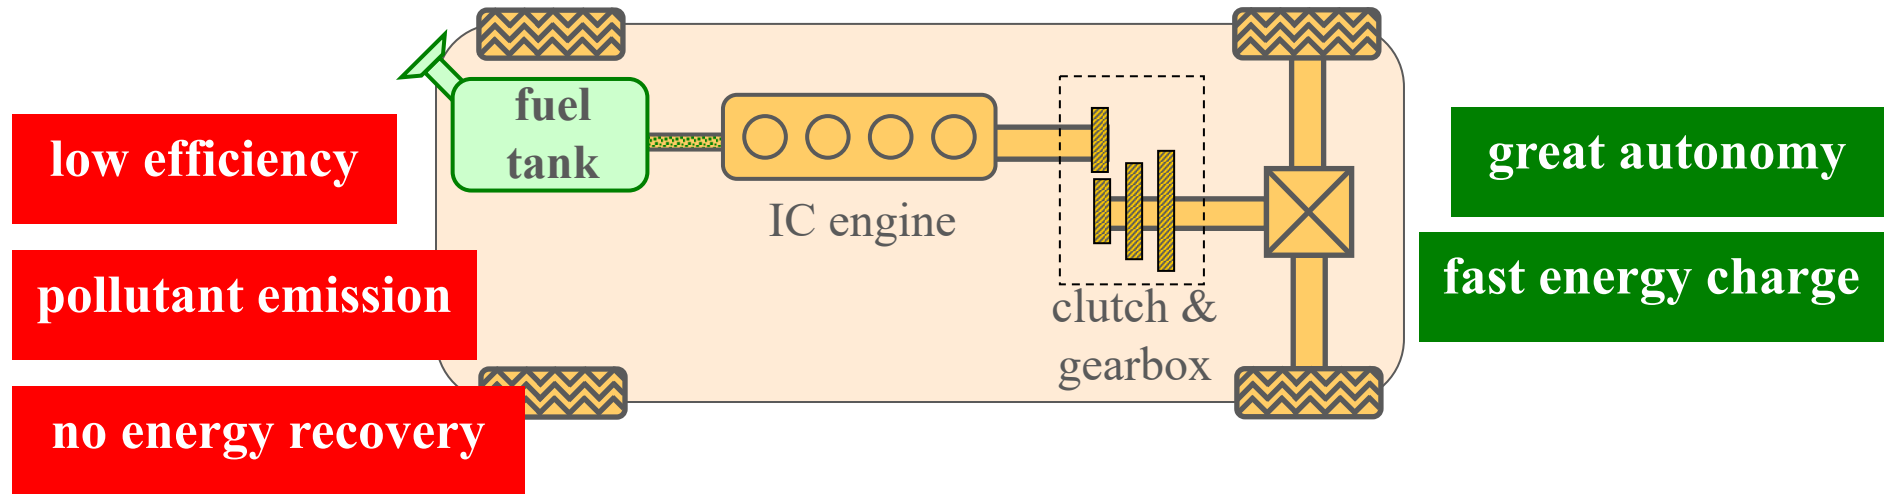 low efficiency
pollutant emission
no energy recovery
fuel
tank
IC engine
clutch &
gearbox
great autonomy
fast energy charge